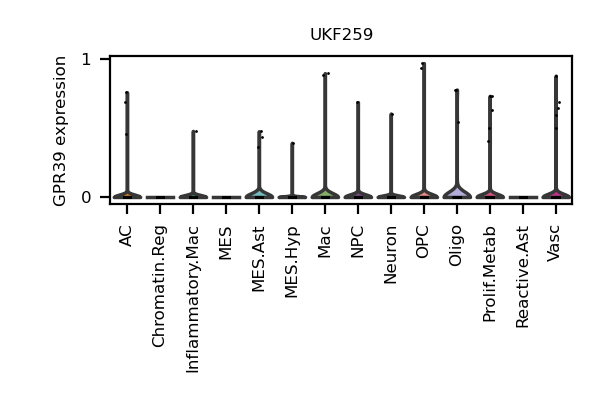 UKF259
GPR39 expression
1
0
AC
Chromatin.Reg
Inflammatory.Mac
MES
MES.Ast
MES.Hyp
Mac
NPC
Neuron
OPC
Oligo
Prolif.Metab
Reactive.Ast
Vasc